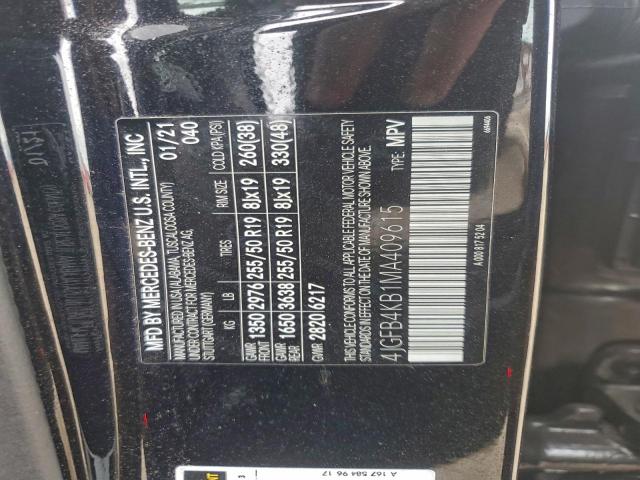 MFD BY MERCEDES-BENZ U.S. INTL., INC
MANUFACTURED IN USA (ALABAMA, TUSCALOOSA COUNTY) 01/21
UNDER CONTRACT FOR MERCEDES-BENZ AG, 040
STUTTGART (GERMANY)
KG LB TIRES RIM SIZE COLD KPA (PSI)
GAWR FRONT 1350 2976 255/50 R19 8Jx19 260(38)
GAWR REAR 1650 3638 255/50 R19 8Jx19 330(48)
GVWR 2820 6217
THIS VEHICLE CONFORMS TO ALL APPLICABLE FEDERAL MOTOR VEHICLE SAFETY
STANDARDS IN EFFECT ON THE DATE OF MANUFACTURE SHOWN ABOVE.
4JGFB4KB1MA409615 TYPE: MPV
A 000 817 52 04
A 167 584 96 17